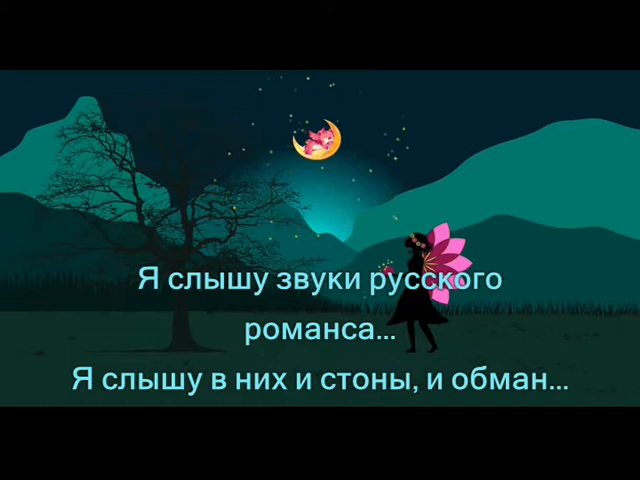 Я слышу звуки русского
романса...
Я слышу в них и стоны, и обман...